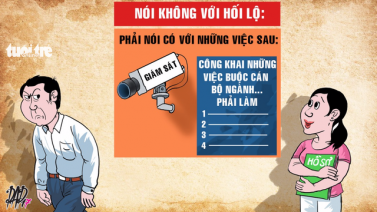 NÓI KHÔNG VỚI HỐI LỘ:
tuổi trẻ
PHẢI NÓI CÓ VỚI NHỮNG VIỆC SAU:
GIÁM SÁT
CÔNG KHAI NHỮNG
VIỆC BUỘC CÁN
BỘ NGÀNH...
PHẢI LÀM
1
2
3
4
HỒ SƠ
DAD